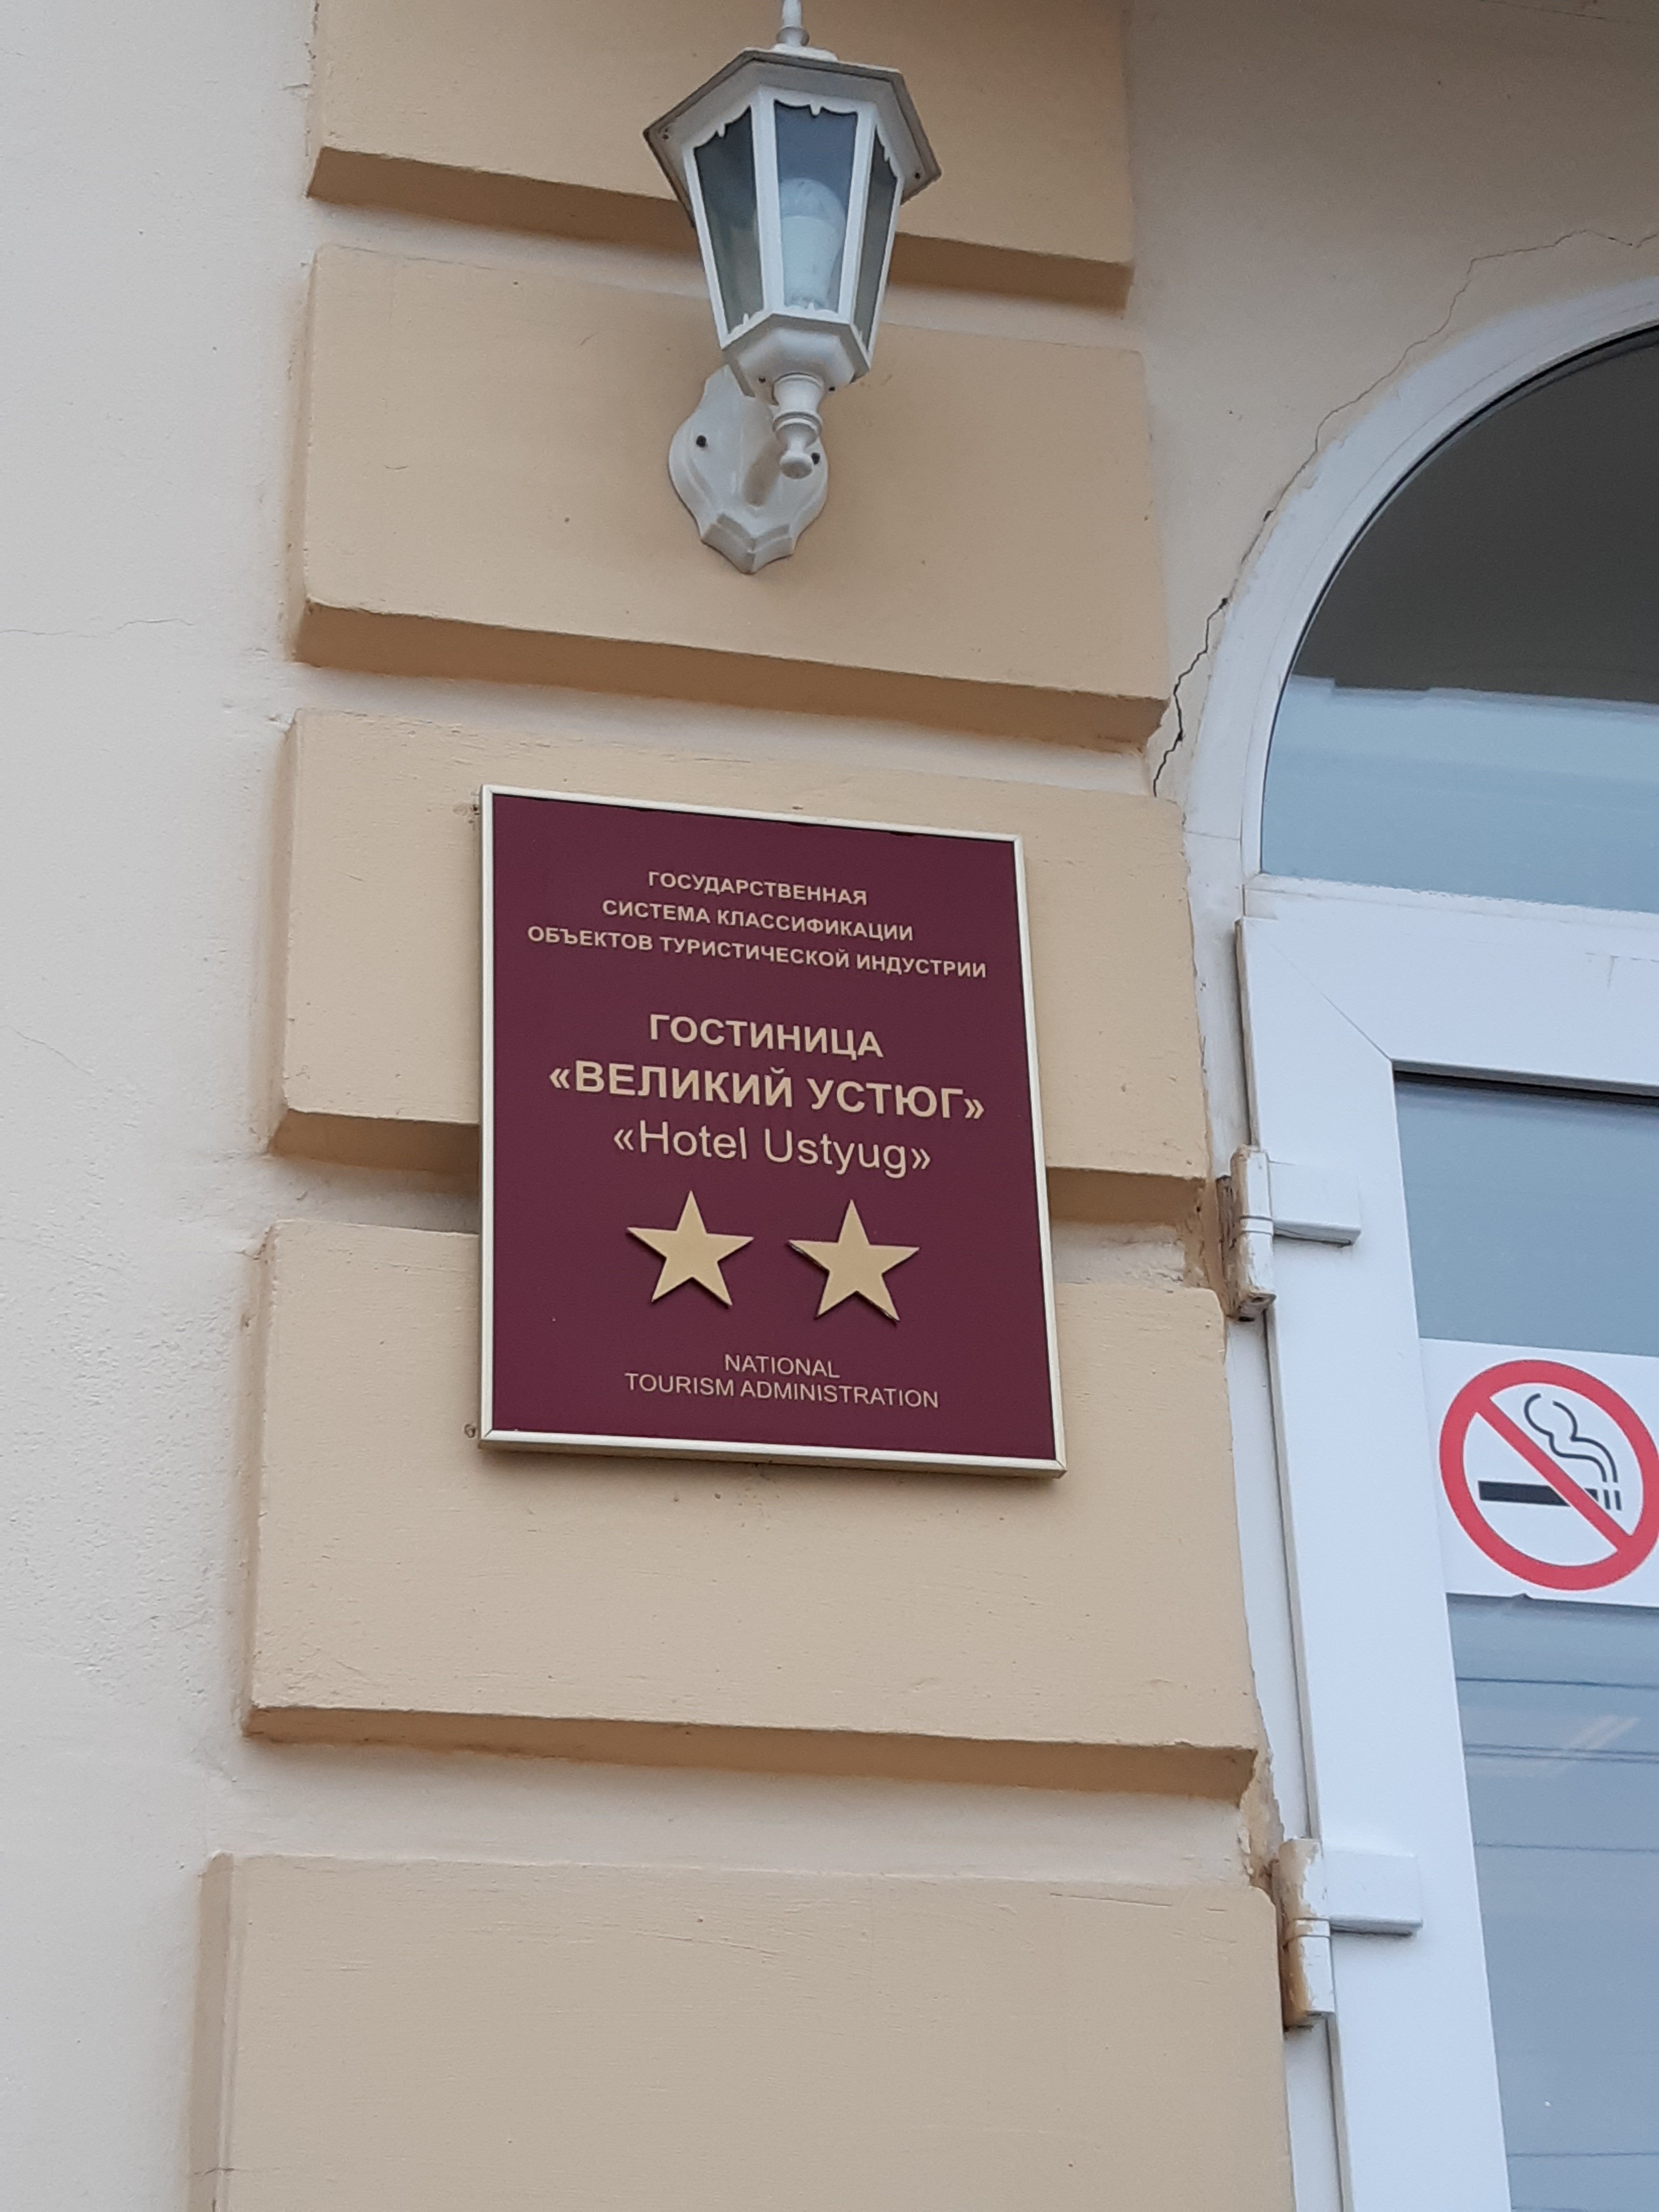 ГОСУДАРСТВЕННАЯ
СИСТЕМА КЛАССИФИКАЦИИ
ОБЪЕКТОВ ТУРИСТИЧЕСКОЙ ИНДУСТРИИ
ГОСТИНИЦА
«ВЕЛИКИЙ УСТЮГ»
«Hotel Ustyug»
NATIONAL
TOURISM ADMINISTRATION